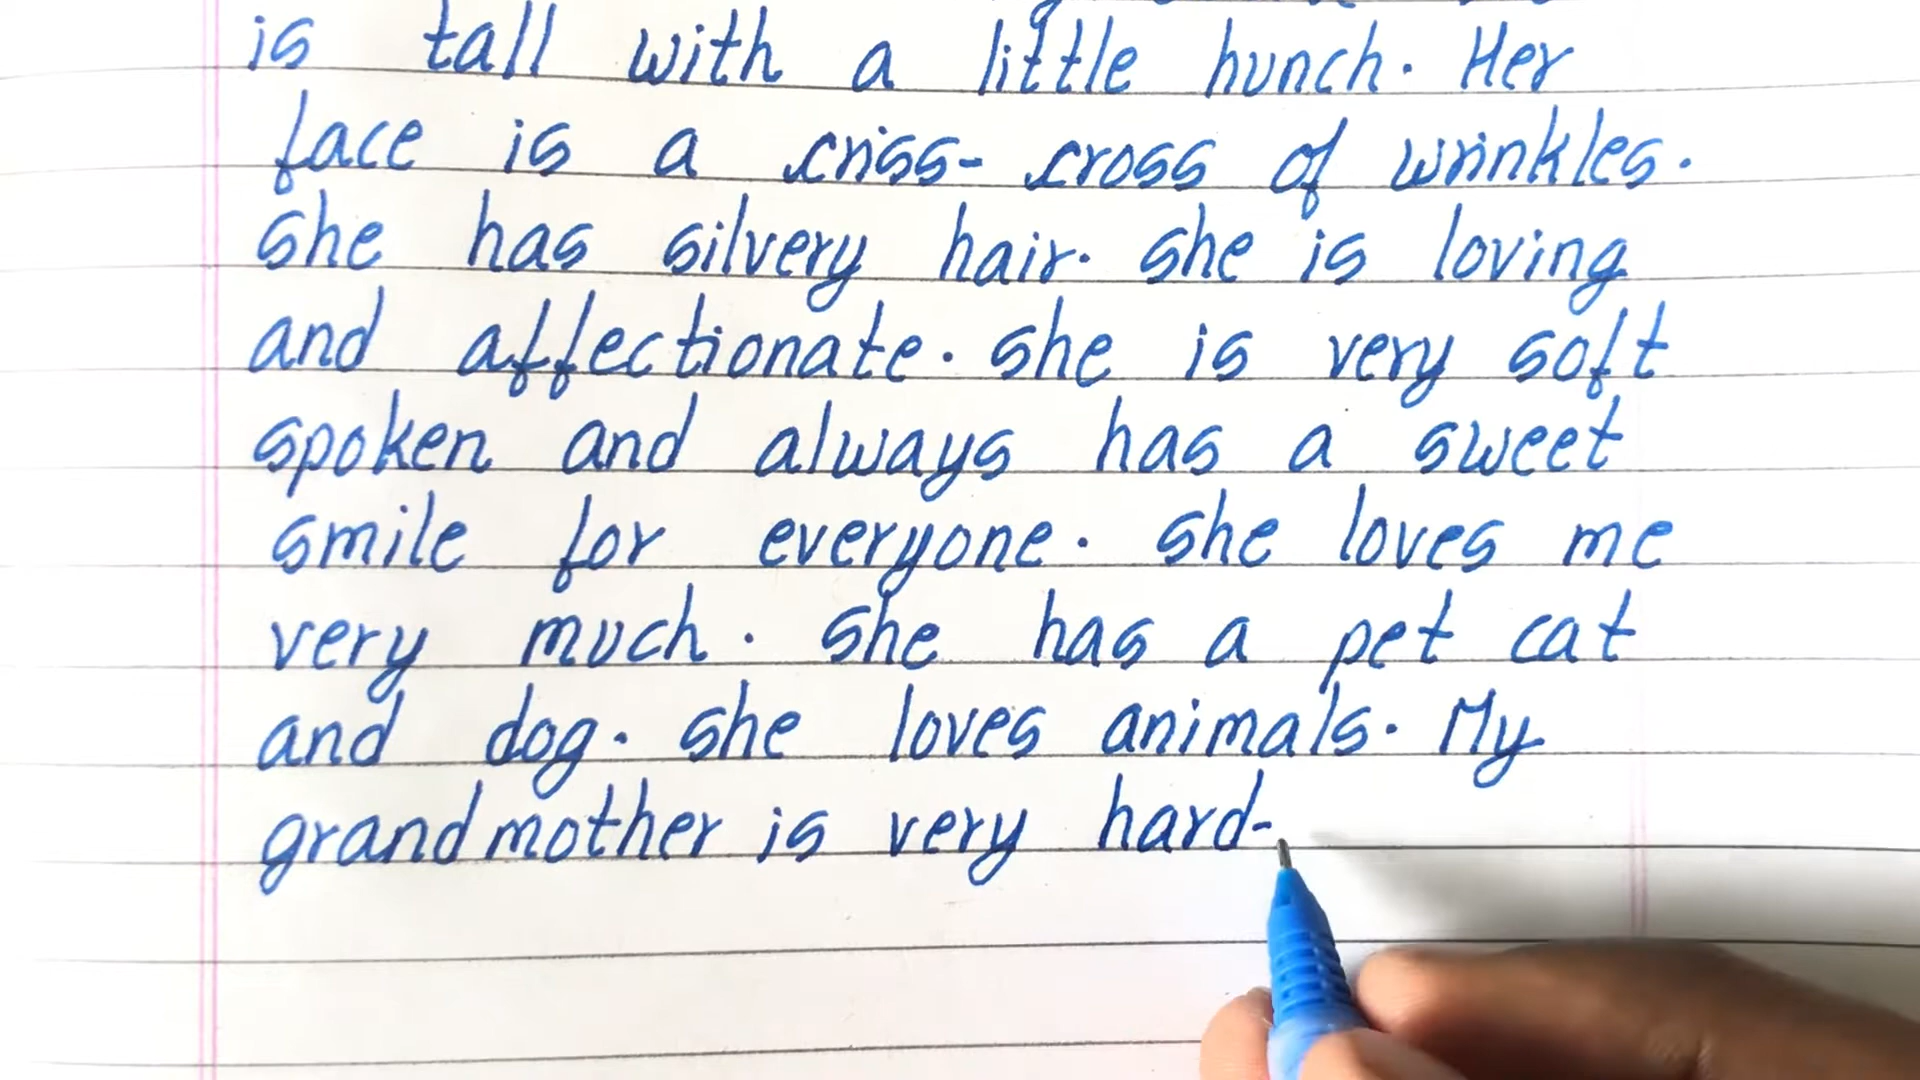 is tall with a little hunch. Her
face is a criss-cross of wrinkles.
She has silvery hair. She is loving
and affectionate. She is very soft
spoken and always has a sweet
smile for everyone. She loves me
very much. She has a pet cat
and dog. She loves animals. My
grandmother is very hard-